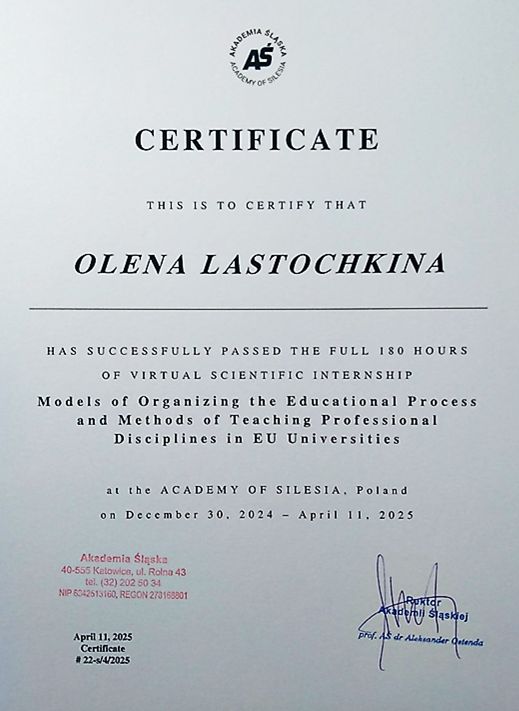 AKADEMIA ŚLĄSKA
AŚ
ACADEMY OF SILESIA
CERTIFICATE
THIS IS TO CERTIFY THAT
OLENA LASTOCHKINA
HAS SUCCESSFULLY PASSED THE FULL 180 HOURS
OF VIRTUAL SCIENTIFIC INTERNSHIP
Models of Organizing the Educational Process
and Methods of Teaching Professional
Disciplines in EU Universities
at the ACADEMY OF SILESIA, Poland
on December 30, 2024 – April 11, 2025
Akademia Śląska
40-555 Katowice, ul. Rolna 43
tel. (32) 202 50 34
NIP 6342513160, REGON 273168801
Rektor
Akademii Śląskiej
prof. AŚ dr Aleksander Ostenda
April 11, 2025
Certificate
# 22-s/4/2025